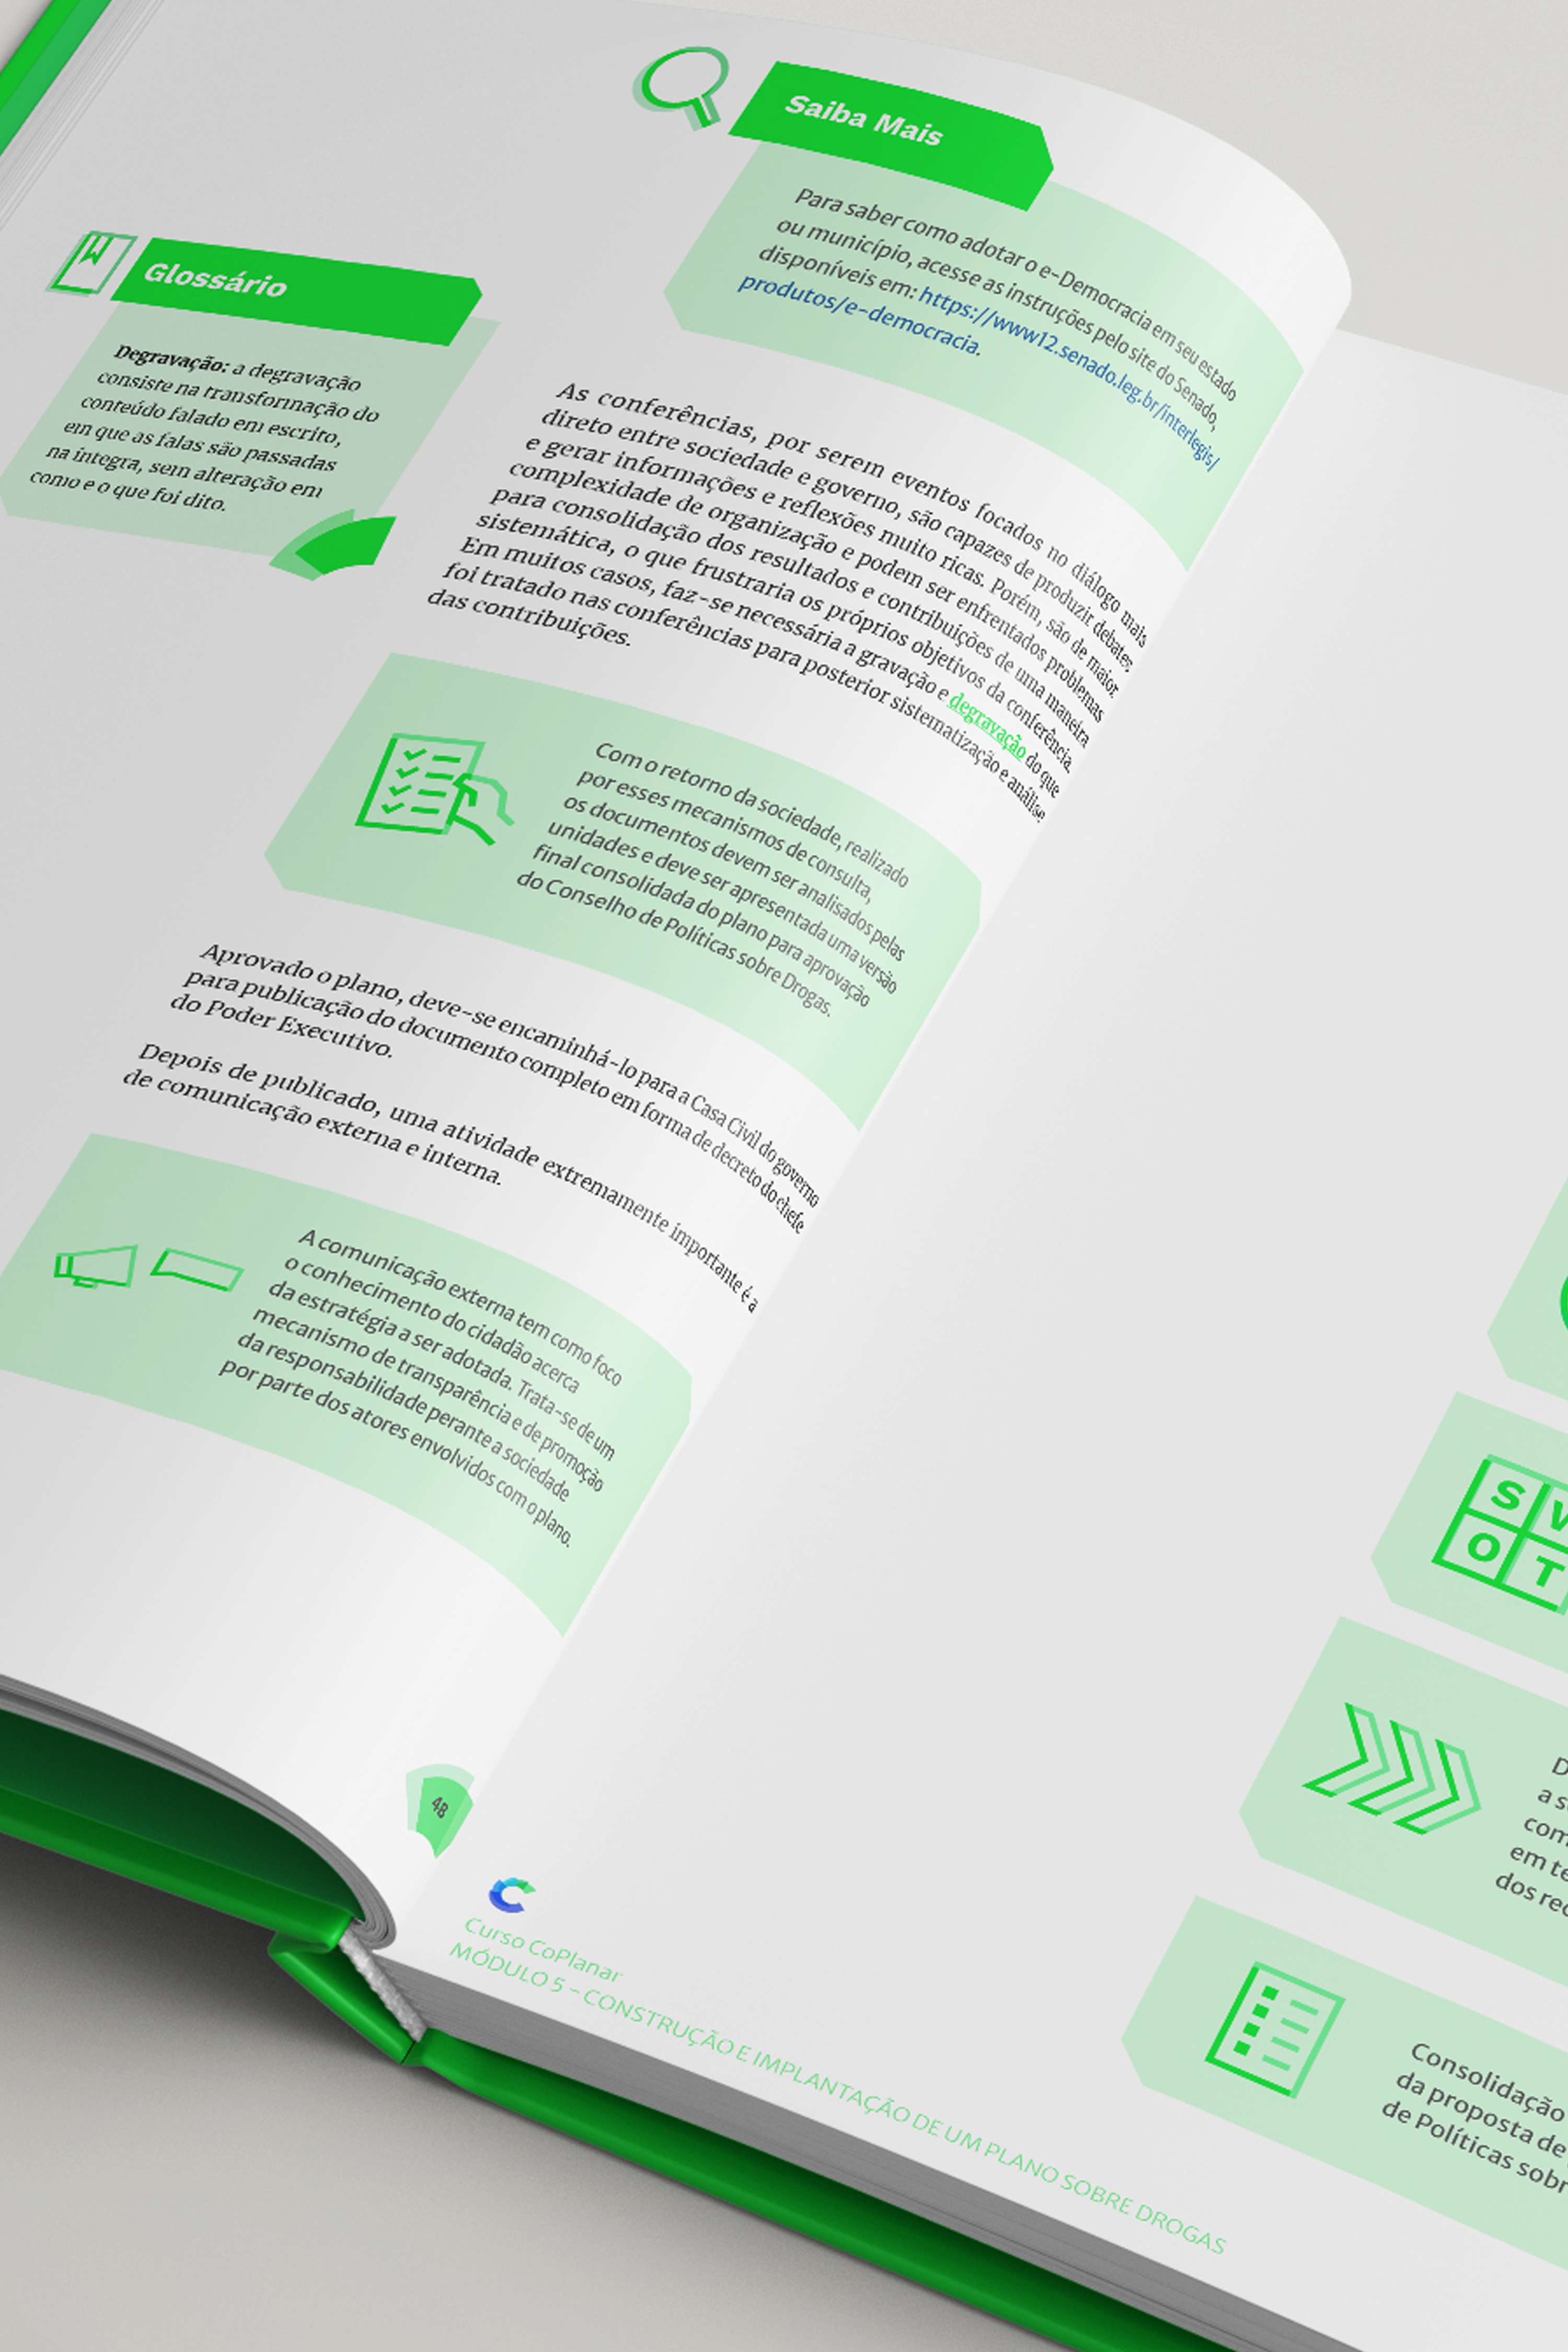 Saiba Mais
Para saber como adotar o e-Democracia em seu estado
ou município, acesse as instruções pelo site do Senado,
disponíveis em: https://www12.senado.leg.br/interlegis/
produtos/e-democracia.
Glossário
Degravação: a degravação
consiste na transformação do
conteúdo falado em escrito,
em que as falas são passadas
na íntegra, sem alteração em
como e o que foi dito.
As conferências, por serem eventos focados no diálogo mais
direto entre sociedade e governo, são capazes de produzir debates
e gerar informações e reflexões muito ricas. Porém, são de maior
complexidade de organização e podem ser enfrentados problemas
para consolidação dos resultados e contribuições de uma maneira
sistemática, o que frustraria os próprios objetivos da conferência.
Em muitos casos, faz-se necessária a gravação e degravação do que
foi tratado nas conferências para posterior sistematização e análise
das contribuições.
Com o retorno da sociedade, realizado
por esses mecanismos de consulta,
os documentos devem ser analisados pelas
unidades e deve ser apresentada uma versão
final consolidada do plano para aprovação
do Conselho de Políticas sobre Drogas.
Aprovado o plano, deve-se encaminhá-lo para a Casa Civil do governo
para publicação do documento completo em forma de decreto do chefe
do Poder Executivo.
Depois de publicado, uma atividade extremamente importante é a
de comunicação externa e interna.
A comunicação externa tem como foco
o conhecimento do cidadão acerca
da estratégia a ser adotada. Trata-se de um
mecanismo de transparência e de promoção
da responsabilidade perante a sociedade
por parte dos atores envolvidos com o plano.
48
S
O T
D
a s
com
em te
dos rec
Consolidação
da proposta de
de Políticas sobr
Curso CoPlanar
MÓDULO 5 - CONSTRUÇÃO E IMPLANTAÇÃO DE UM PLANO SOBRE DROGAS